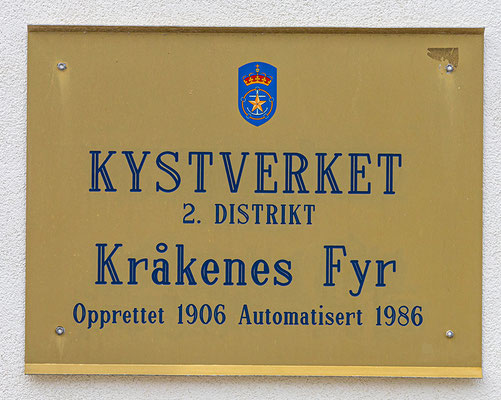 KYSTVERKET
2. DISTRIKT
Kråkenes Fyr
Opprettet 1906 Automatisert 1986